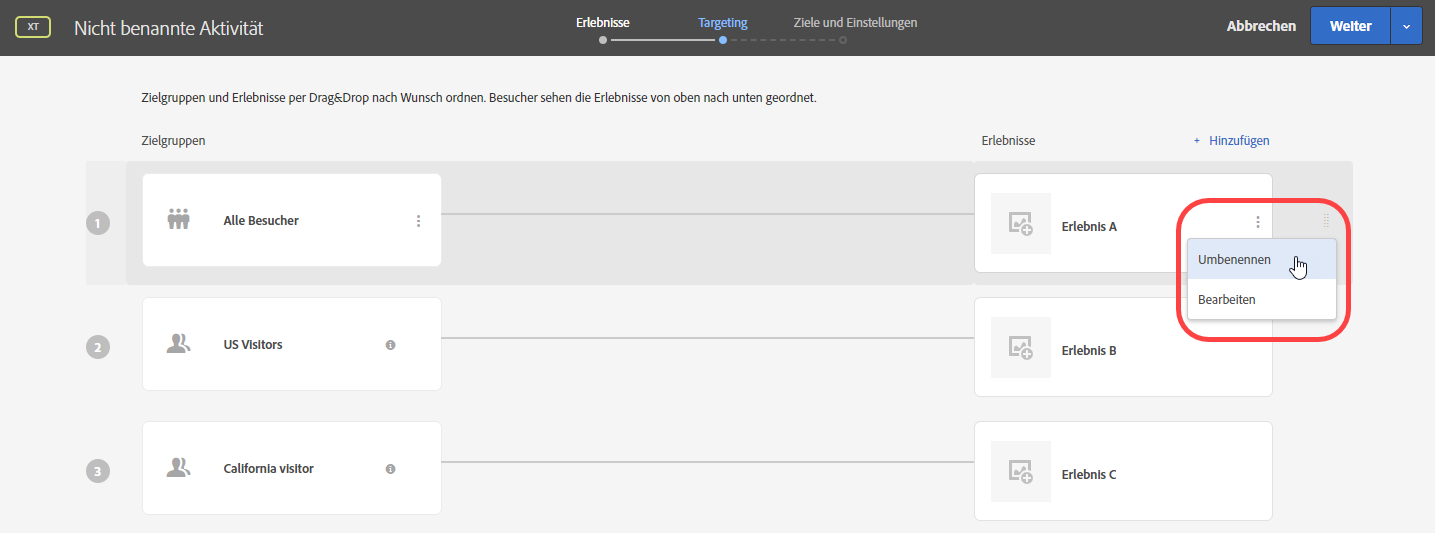 XT
Nicht benannte Aktivität
Erlebnisse
Targeting
Ziele und Einstellungen
Abbrechen
Weiter
Zielgruppen und Erlebnisse per Drag&Drop nach Wunsch ordnen. Besucher sehen die Erlebnisse von oben nach unten geordnet.
Zielgruppen
Erlebnisse
+ Hinzufügen
1
Alle Besucher
Erlebnis A
Umbenennen
Bearbeiten
2
US Visitors
Erlebnis B
3
California visitor
Erlebnis C